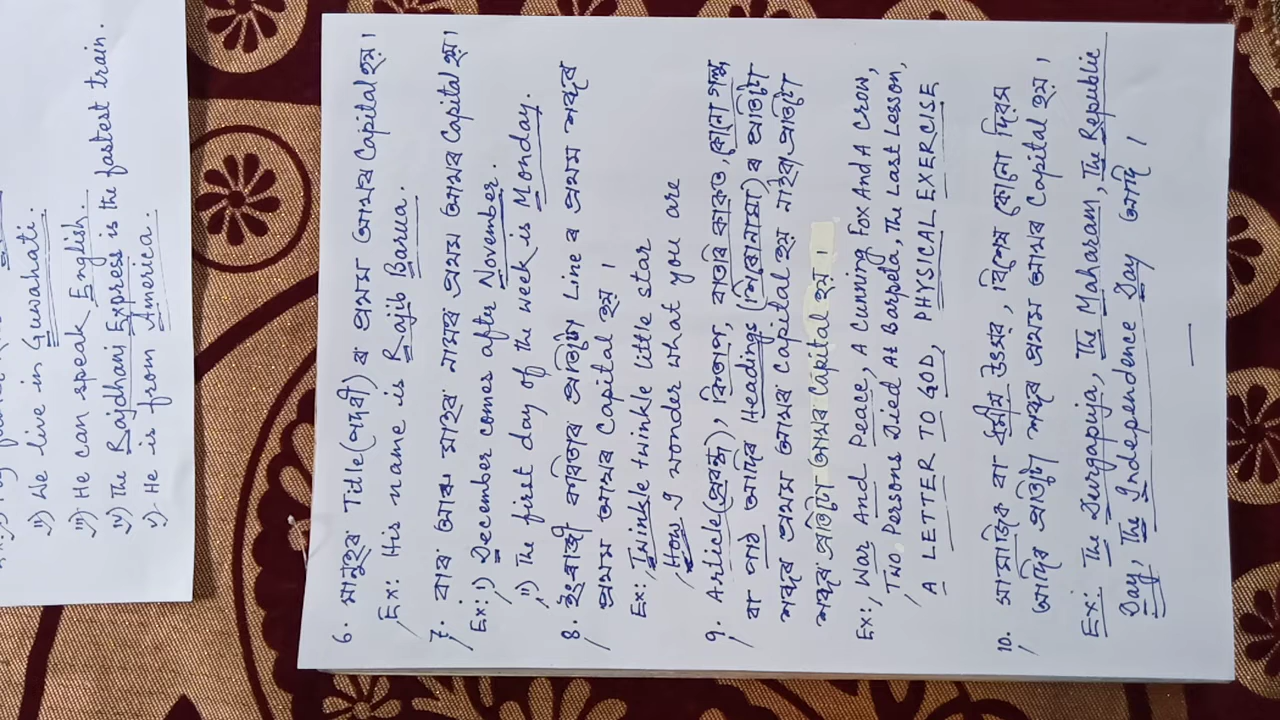 ii) We live in Guwahati.
iii) He can speak English.
iv) The Rajdhani Express is the fastest train.
v) He is from America.
6. মানুহৰ Title (পদবী) ৰ প্ৰথম আখৰ Capital হয়।
Ex: His name is Rajib Barua.
7. বাৰ আৰু মাহৰ নামৰ প্ৰথম আখৰ Capital হয়।
Ex: i) December comes after November.
ii) The first day of the week is Monday.
8. ইংৰাজী কবিতাৰ প্ৰতিটো Line ৰ প্ৰথম শব্দৰ
প্ৰথম আখৰ Capital হয়।
Ex: Twinkle twinkle little star
How I wonder what you are
9. Article (প্ৰবন্ধ), কিতাপ, বাতৰি কাকত, কোনো গল্প
বা পাঠ আদিৰ Headings (শিৰোনামা) ৰ প্ৰতিটো
শব্দৰ প্ৰথম আখৰ Capital হয় নাইবা প্ৰতিটো
শব্দৰ প্ৰতিটো আখৰ Capital হয়।
Ex: War And Peace, A Cunning Fox And A Crow,
Two Persons Died At Barpeta, The Last Lesson,
A LETTER TO GOD, PHYSICAL EXERCISE
10. সামাজিক বা ধৰ্মীয় উৎসৱ, বিশেষ কোনো দিৱস
আদিৰ প্ৰতিটো শব্দৰ প্ৰথম আখৰ Capital হয়।
Ex: The Durgapuja, The Maharam, The Republic
Day, The Independence Day আদি।